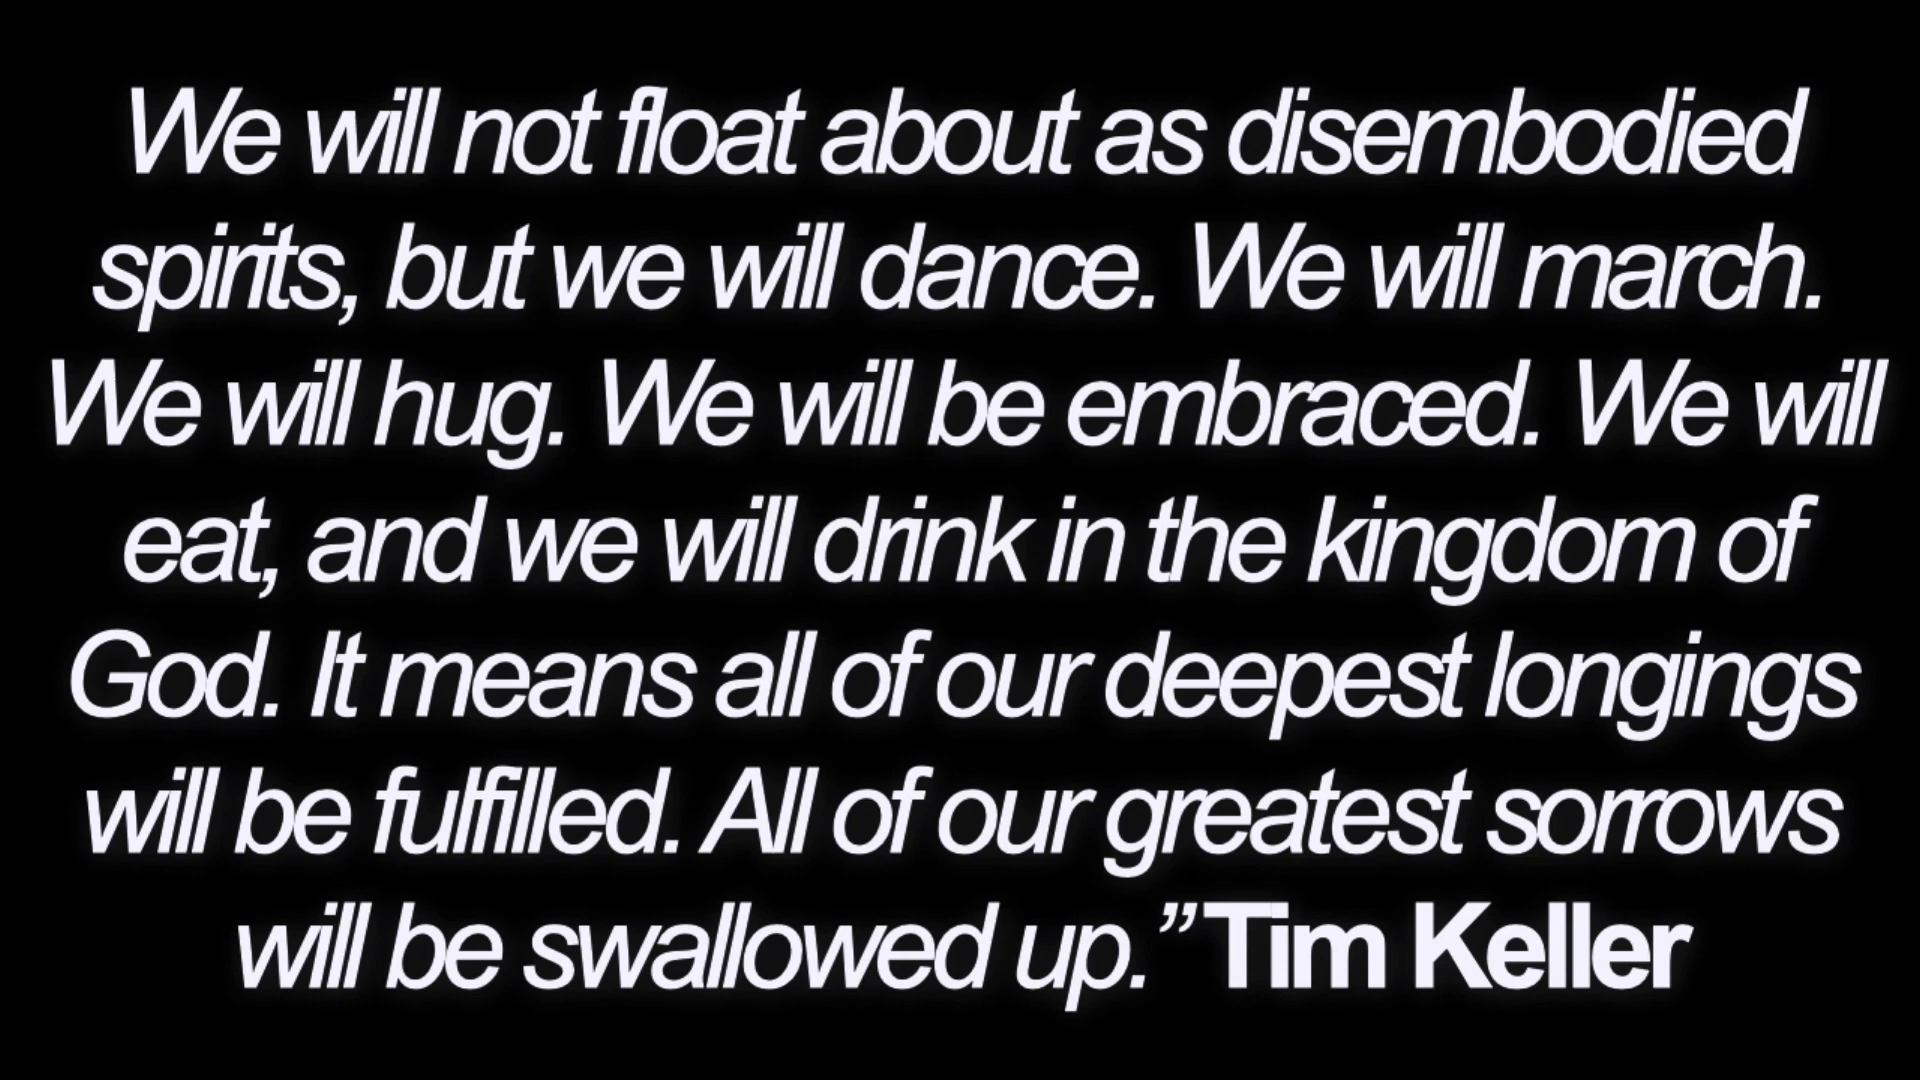 We will not float about as disembodied
spirits, but we will dance. We will march.
We will hug. We will be embraced. We will
eat, and we will drink in the kingdom of
God. It means all of our deepest longings
will be fulfilled. All of our greatest sorrows
will be swallowed up.” Tim Keller